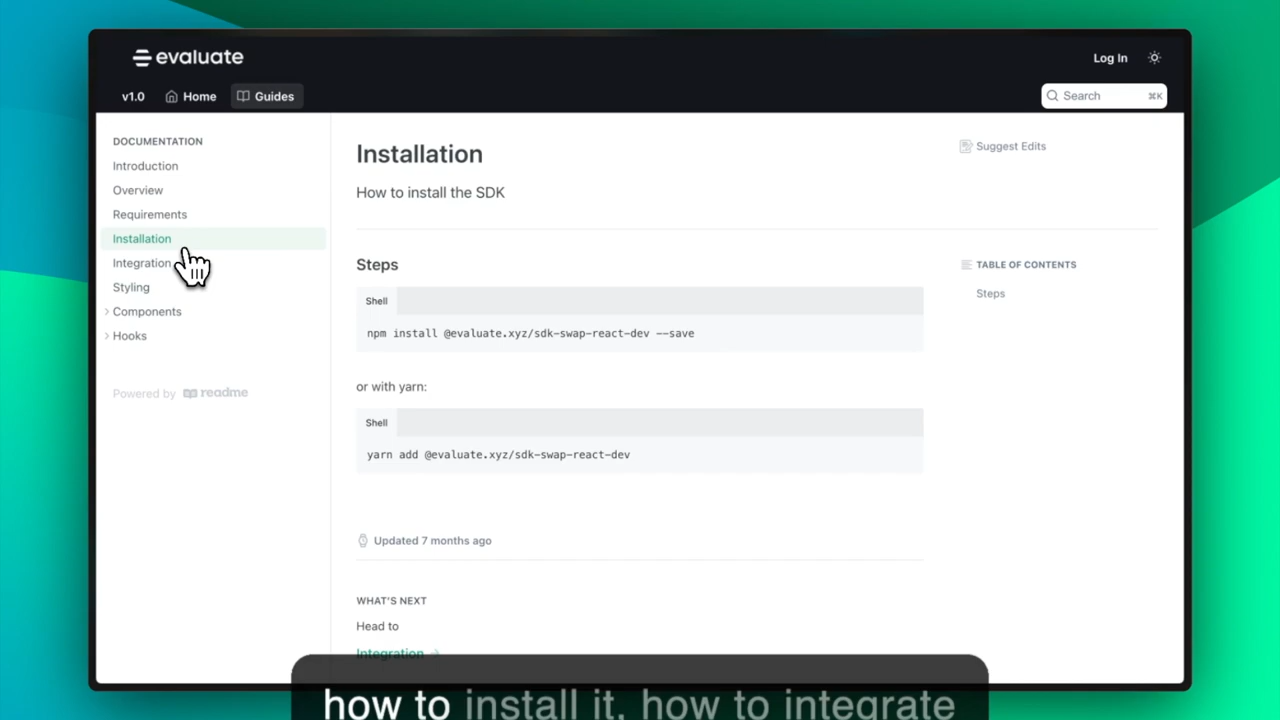 evaluate
Log In
v1.0 Home Guides
Search ⌘K
DOCUMENTATION
Introduction
Overview
Requirements
Installation
Integration
Styling
Components
Hooks
Powered by readme
Installation
How to install the SDK
Suggest Edits
Steps
Shell
npm install @evaluate.xyz/sdk-swap-react-dev --save
or with yarn:
Shell
yarn add @evaluate.xyz/sdk-swap-react-dev
TABLE OF CONTENTS
Steps
Updated 7 months ago
WHAT'S NEXT
Head to
Integration →
how to install it, how to integrate